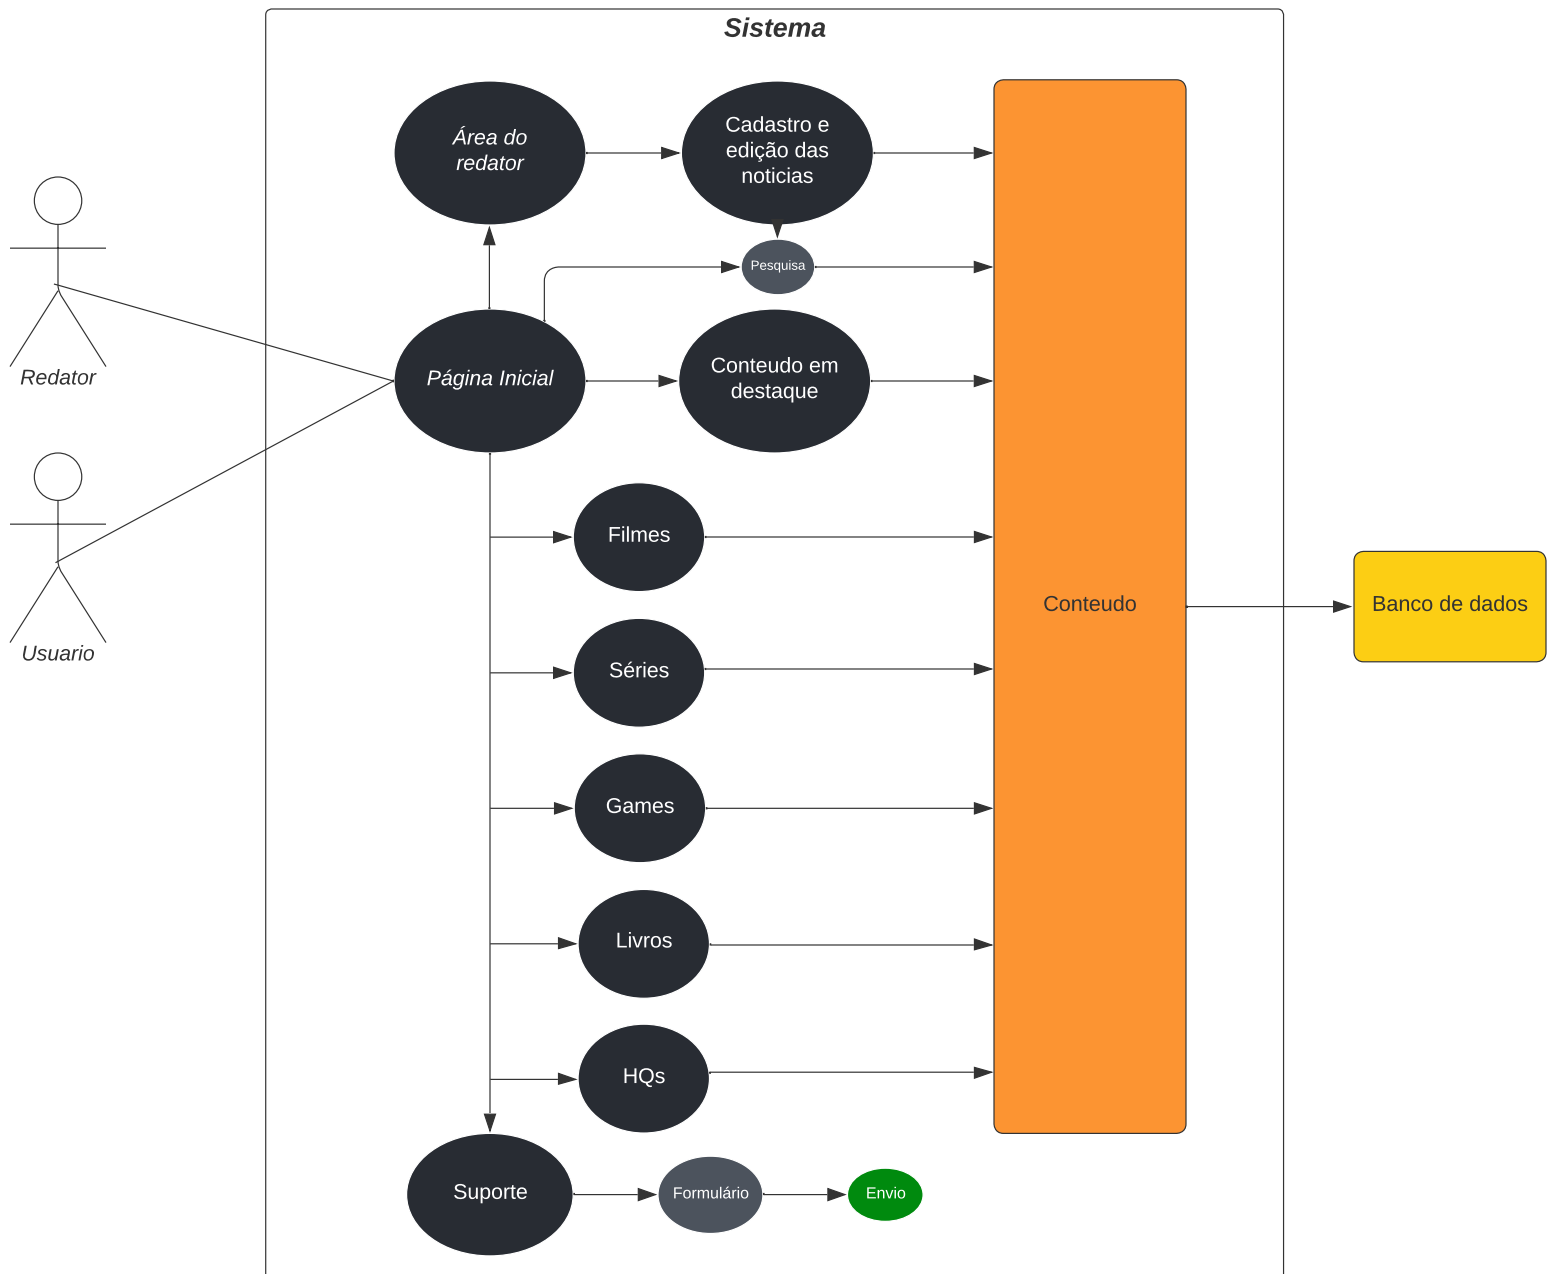 Sistema
Área do
redator
Cadastro e
edição das
noticias
Pesquisa
Redator
Página Inicial
Conteudo em
destaque
Filmes
Conteudo
Banco de dados
Usuario
Séries
Games
Livros
HQs
Suporte
Formulário
Envio